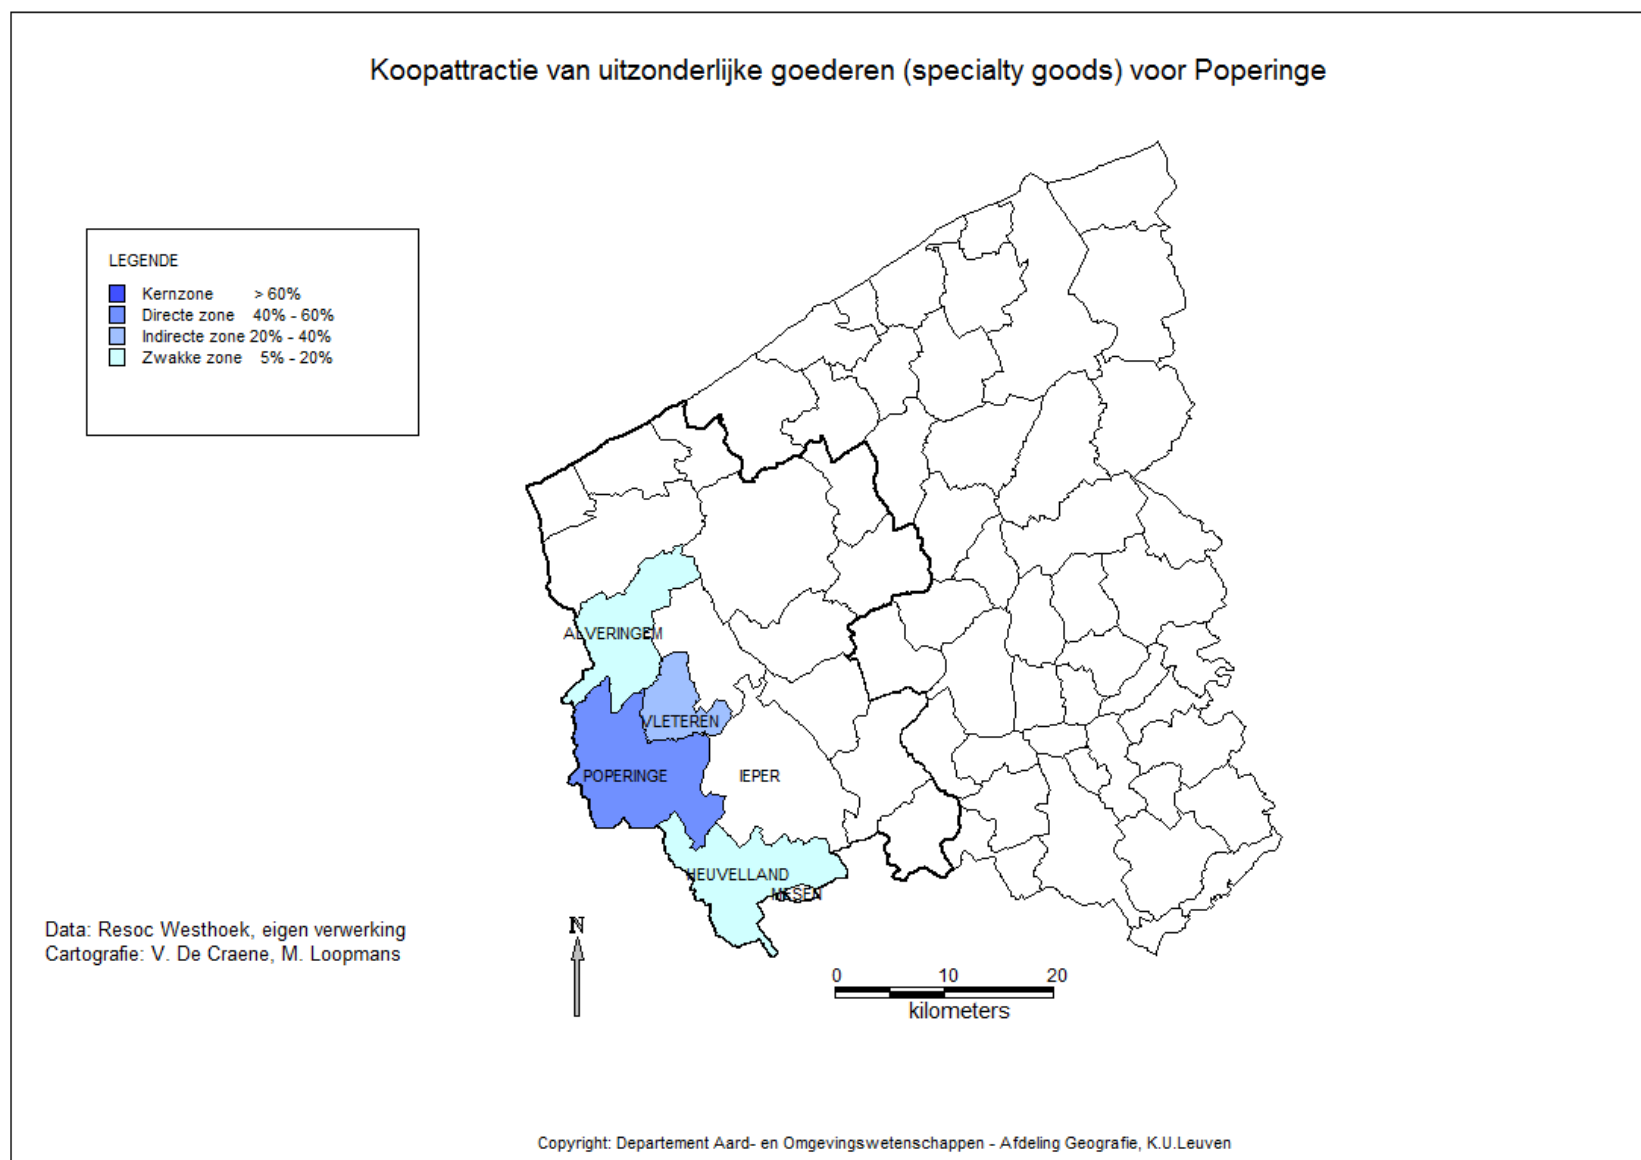 Koopattractie van uitzonderlijke goederen (specialty goods) voor Poperinge
LEGENDE
Kernzone > 60%
Directe zone 40% - 60%
Indirecte zone 20% - 40%
Zwakke zone 5% - 20%
ALVERINGEM
VLETEREN
POPERINGE
IEPER
HEUVELLAND
MESEN
Data: Resoc Westhoek, eigen verwerking
Cartografie: V. De Craene, M. Loopmans
N
0 10 20
kilometers
Copyright: Departement Aard- en Omgevingswetenschappen - Afdeling Geografie, K.U.Leuven